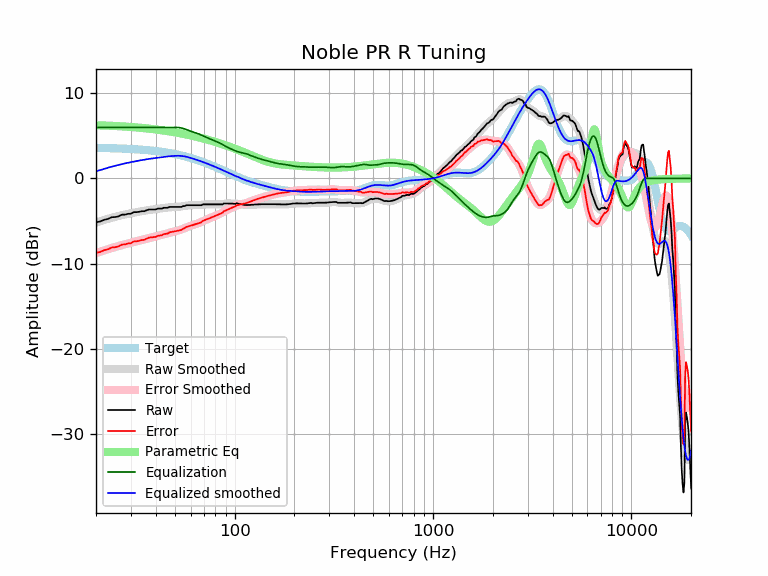 Noble PR R Tuning
Amplitude (dBr)
10
0
−10
−20
−30
Target
Raw Smoothed
Error Smoothed
Raw
Error
Parametric Eq
Equalization
Equalized smoothed
100
1000
10000
Frequency (Hz)